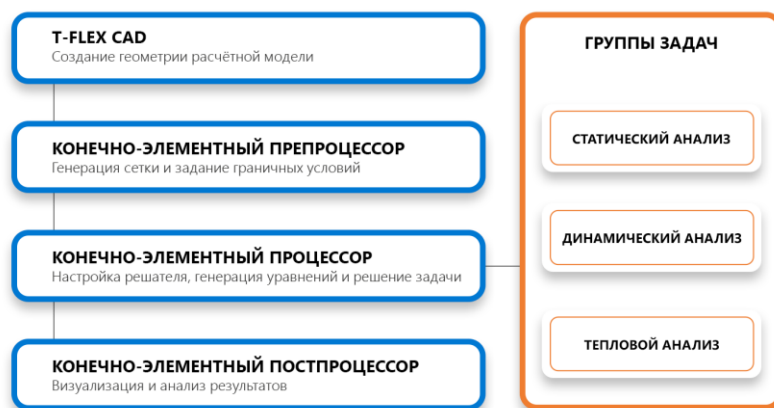 T-FLEX CAD
Создание геометрии расчётной модели
КОНЕЧНО-ЭЛЕМЕНТНЫЙ ПРЕПРОЦЕССОР
Генерация сетки и задание граничных условий
КОНЕЧНО-ЭЛЕМЕНТНЫЙ ПРОЦЕССОР
Настройка решателя, генерация уравнений и решение задачи
КОНЕЧНО-ЭЛЕМЕНТНЫЙ ПОСТПРОЦЕССОР
Визуализация и анализ результатов
ГРУППЫ ЗАДАЧ
СТАТИЧЕСКИЙ АНАЛИЗ
ДИНАМИЧЕСКИЙ АНАЛИЗ
ТЕПЛОВОЙ АНАЛИЗ